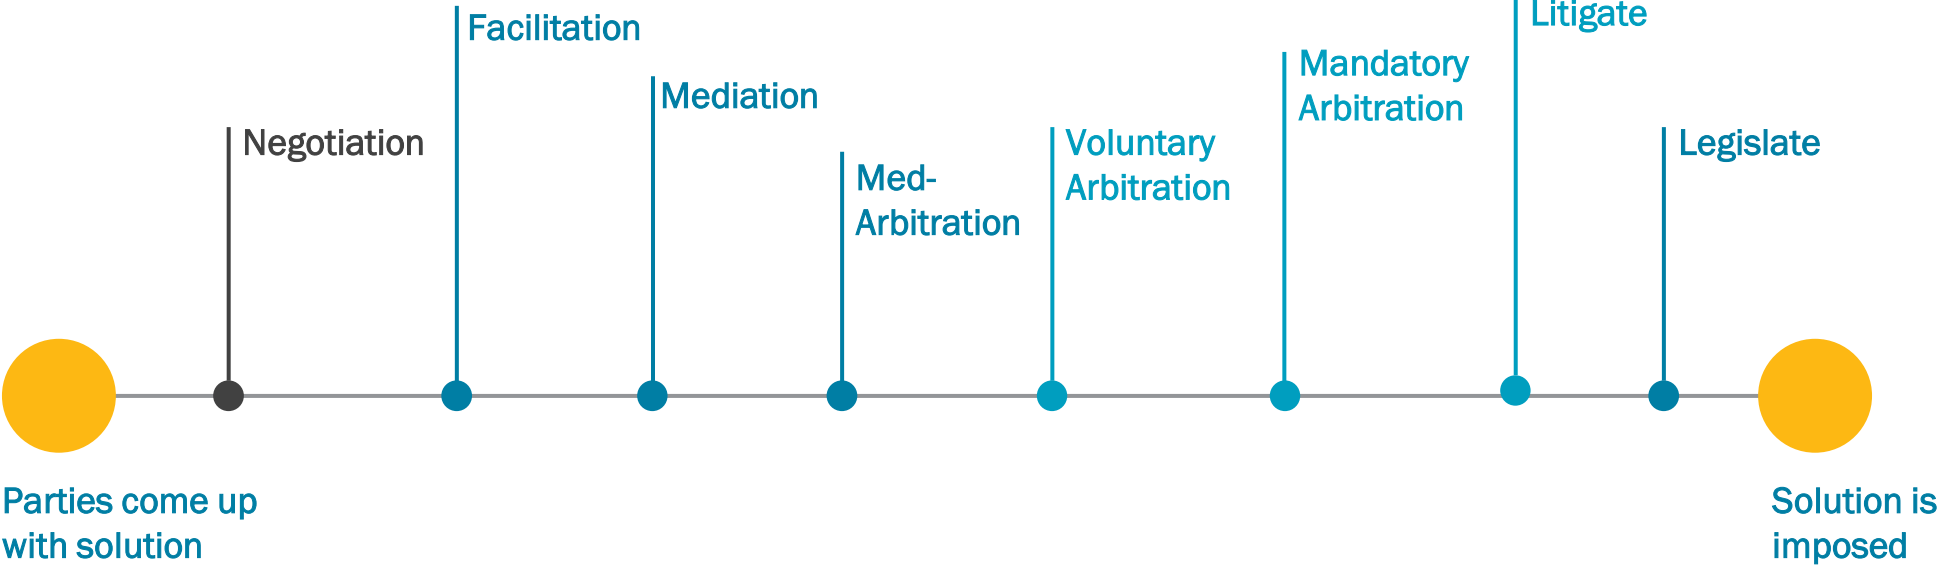 Facilitation
Litigate
Mandatory
Arbitration
Mediation
Negotiation
Voluntary
Arbitration
Legislate
Med-
Arbitration
Parties come up
with solution
Solution is
imposed